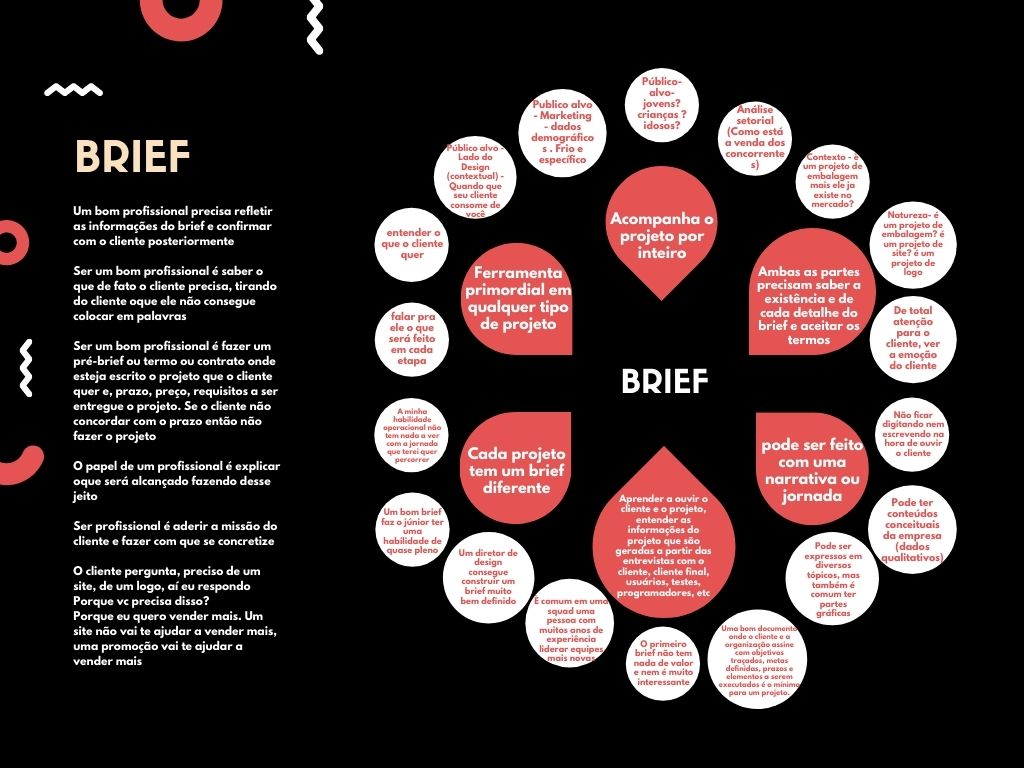 BRIEF
Um bom profissional precisa refletir
as informações do brief e confirmar
com o cliente posteriormente
Ser um bom profissional é saber o
que de fato o cliente precisa, tirando
do cliente oque ele não consegue
colocar em palavras
Ser um bom profissional é fazer um
pré-brief ou termo ou contrato onde
esteja escrito o projeto que o cliente
quer e, prazo, preço, requisitos a ser
entregue o projeto. Se o cliente não
concordar com o prazo então não
fazer o projeto
O papel de um profissional é explicar
oque será alcançado fazendo desse
jeito
Ser profissional é aderir a missão do
cliente e fazer com que se concretize
O cliente pergunta, preciso de um
site, de um logo, aí eu respondo
Porque vc precisa disso?
Porque eu quero vender mais. Um
site não vai te ajudar a vender mais,
uma promoção vai te ajudar a
vender mais
Público-
alvo-
jovens?
crianças ?
idosos?
Análise
setorial
(Como está
a venda dos
concorrente
s)
Contexto - é
um projeto de
embalagem
mais ele ja
existe no
mercado?
Natureza- é
um projeto de
embalagem? é
um projeto de
site? é um
projeto de
logo
De total
atenção
para o
cliente, ver
a emoção
do cliente
Não ficar
digitando nem
escrevendo na
hora de ouvir
o cliente
Pode ter
conteúdos
conceituais
da empresa
(dados
qualitativos)
Pode ser
expressos em
diversos
tópicos, mas
também é
comum ter
partes
gráficas
Uma bom documento
onde o cliente e a
organização assine
com objetivos
traçados, metas
definidas, prazos e
elementos a serem
executados é o mínimo
para um projeto.
O primeiro
brief não tem
nada de valor
e nem é muito
interessante
É comum em uma
squad uma
pessoa com
muitos anos de
experiência
liderar equipes
mais novas
Um diretor de
design
consegue
construir um
brief muito
bem definido
Um bom brief
faz o júnior ter
uma
habilidade de
quase pleno
A minha
habilidade
operacional não
tem nada a ver
com a jornada
que terei quer
percorrer
falar pra
ele o que
será feito
em cada
etapa
entender o
que o cliente
quer
Público alvo -
Lado do
Design
(contextual) -
Quando que
seu cliente
consome de
você
Publico alvo
- Marketing
- dados
demográfico
s . Frio e
específico
Acompanha o
projeto por
inteiro
Ambas as partes
precisam saber a
existência e de
cada detalhe do
brief e aceitar os
termos
pode ser feito
com uma
narrativa ou
jornada
Aprender a ouvir o
cliente e o projeto,
entender as
informações do
projeto que são
geradas a partir das
entrevistas com o
cliente, cliente final,
usuários, testes,
programadores, etc
Cada projeto
tem um brief
diferente
Ferramenta
primordial em
qualquer tipo
de projeto
BRIEF